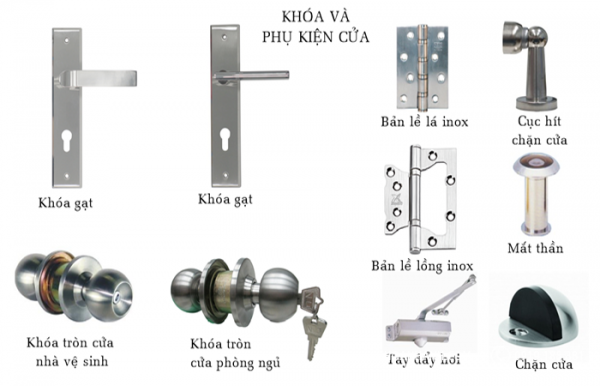 KHÓA VÀ
PHỤ KIỆN CỬA
Khóa gạt
Khóa gạt
Bản lề lá inox
Cục hít
chặn cửa
Bản lề lồng inox
Mắt thần
Khóa tròn cửa
nhà vệ sinh
Khóa tròn
cửa phòng ngủ
Tay đẩy hơi
Chặn cửa